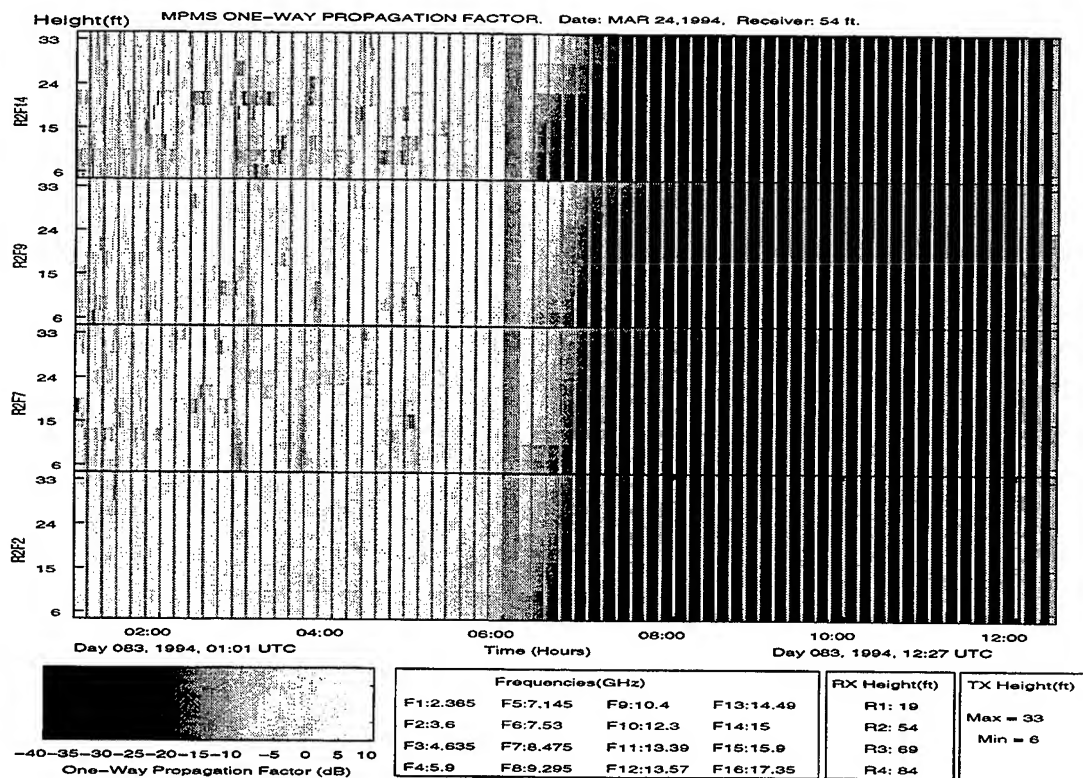 Height(ft) MPMS ONE-WAY PROPAGATION FACTOR. Date: MAR 24,1994, Receiver: 54 ft.
33
24
15
6
R2F14
33
24
15
6
R2F9
33
24
15
6
R2F7
33
24
15
6
R2F2
02:00 04:00 06:00 08:00 10:00 12:00
Day 083, 1994, 01:01 UTC Time (Hours) Day 083, 1994, 12:27 UTC
-40-35-30-25-20-15-10 -5 0 5 10
One-Way Propagation Factor (dB)
Frequencies(GHz)
F1:2.365 F5:7.145 F9:10.4 F13:14.49
F2:3.6 F6:7.53 F10:12.3 F14:15
F3:4.635 F7:8.475 F11:13.39 F15:15.9
F4:5.9 F8:9.295 F12:13.57 F16:17.35
RX Height(ft)
R1: 19
R2: 54
R3: 69
R4: 84
TX Height(ft)
Max = 33
Min = 6